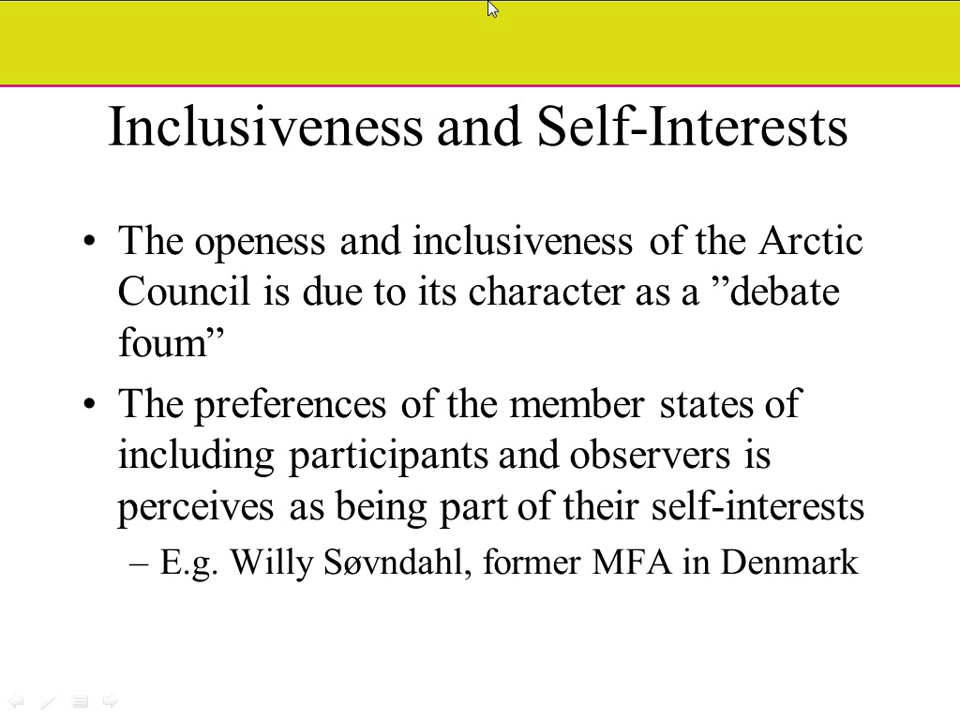 Inclusiveness and Self-Interests
• The openess and inclusiveness of the Arctic
Council is due to its character as a ”debate
foum”
• The preferences of the member states of
including participants and observers is
perceives as being part of their self-interests
– E.g. Willy Søvndahl, former MFA in Denmark